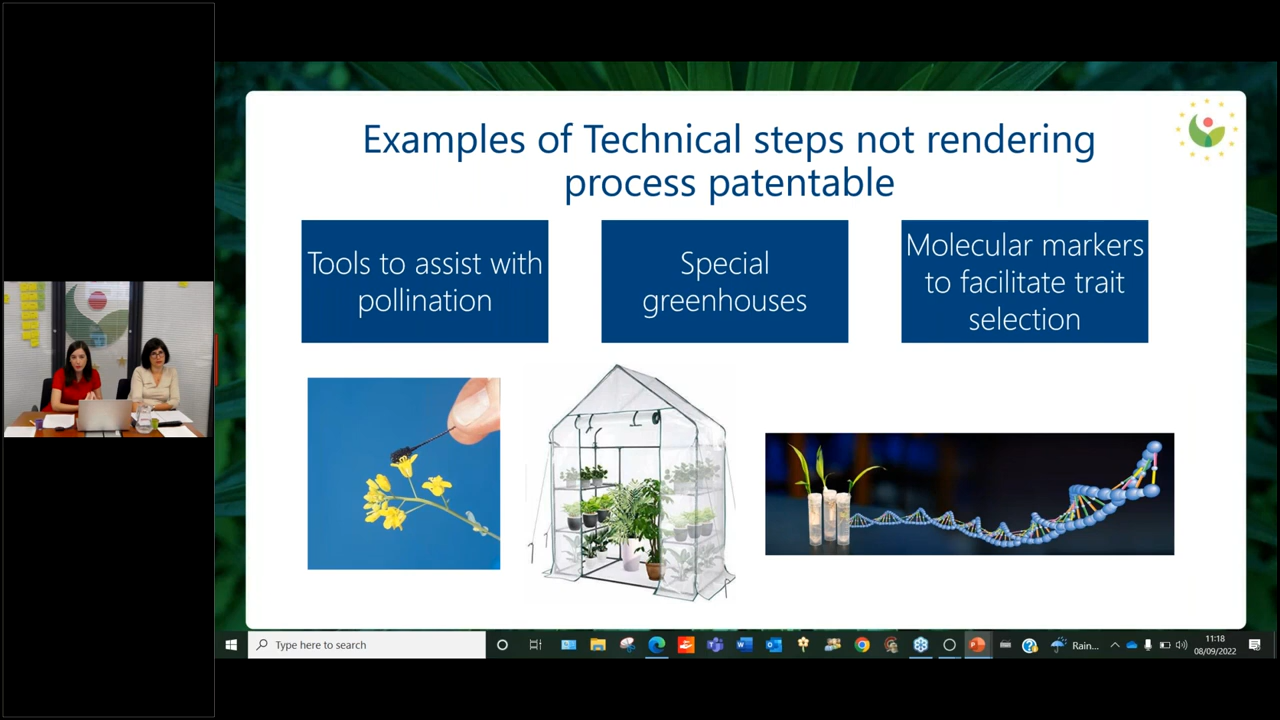 Examples of Technical steps not rendering
process patentable
Tools to assist with
pollination
Special
greenhouses
Molecular markers
to facilitate trait
selection
Type here to search
Rain...
11:18
08/09/2022